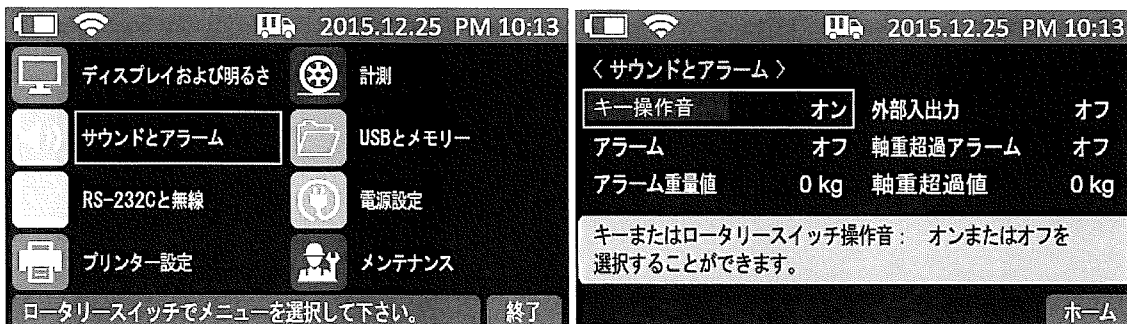 2015.12.25 PM 10:13
ディスプレイおよび明るさ
計測
サウンドとアラーム
USBとメモリー
RS-232Cと無線
電源設定
プリンター設定
メンテナンス
ロータリースイッチでメニューを選択して下さい。
終了
2015.12.25 PM 10:13
〈 サウンドとアラーム 〉
キー操作音 オン 外部入出力 オフ
アラーム オフ 軸重超過アラーム オフ
アラーム重量値 0 kg 軸重超過値 0 kg
キーまたはロータリースイッチ操作音: オンまたはオフを
選択することができます。
ホーム